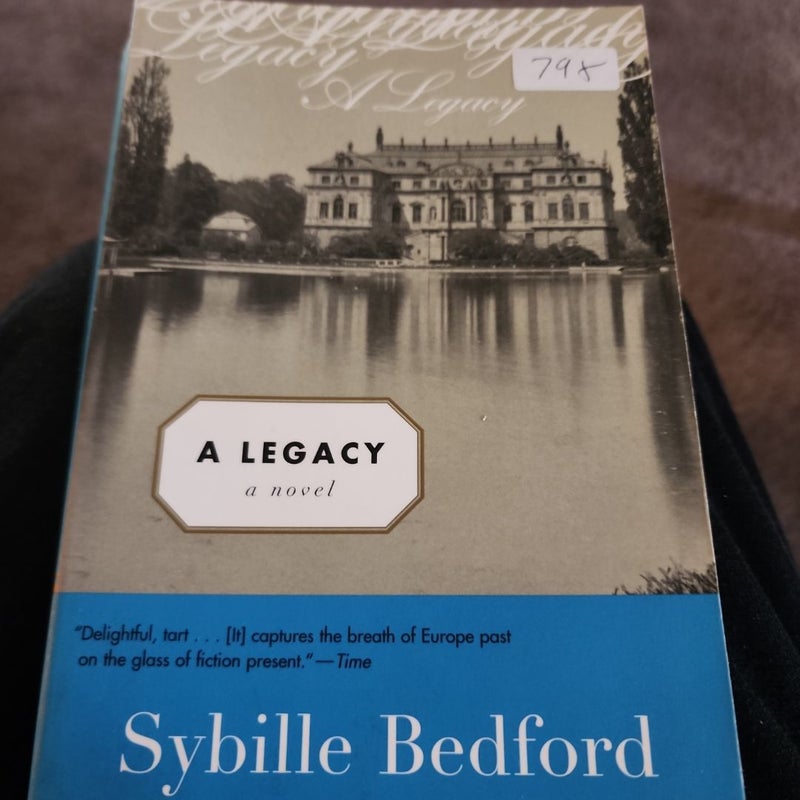 Legacy
A Legacy
79x
A LEGACY
a novel
"Delightful, tart . . . [It] captures the breath of Europe past
on the glass of fiction present." — Time
Sybille Bedford